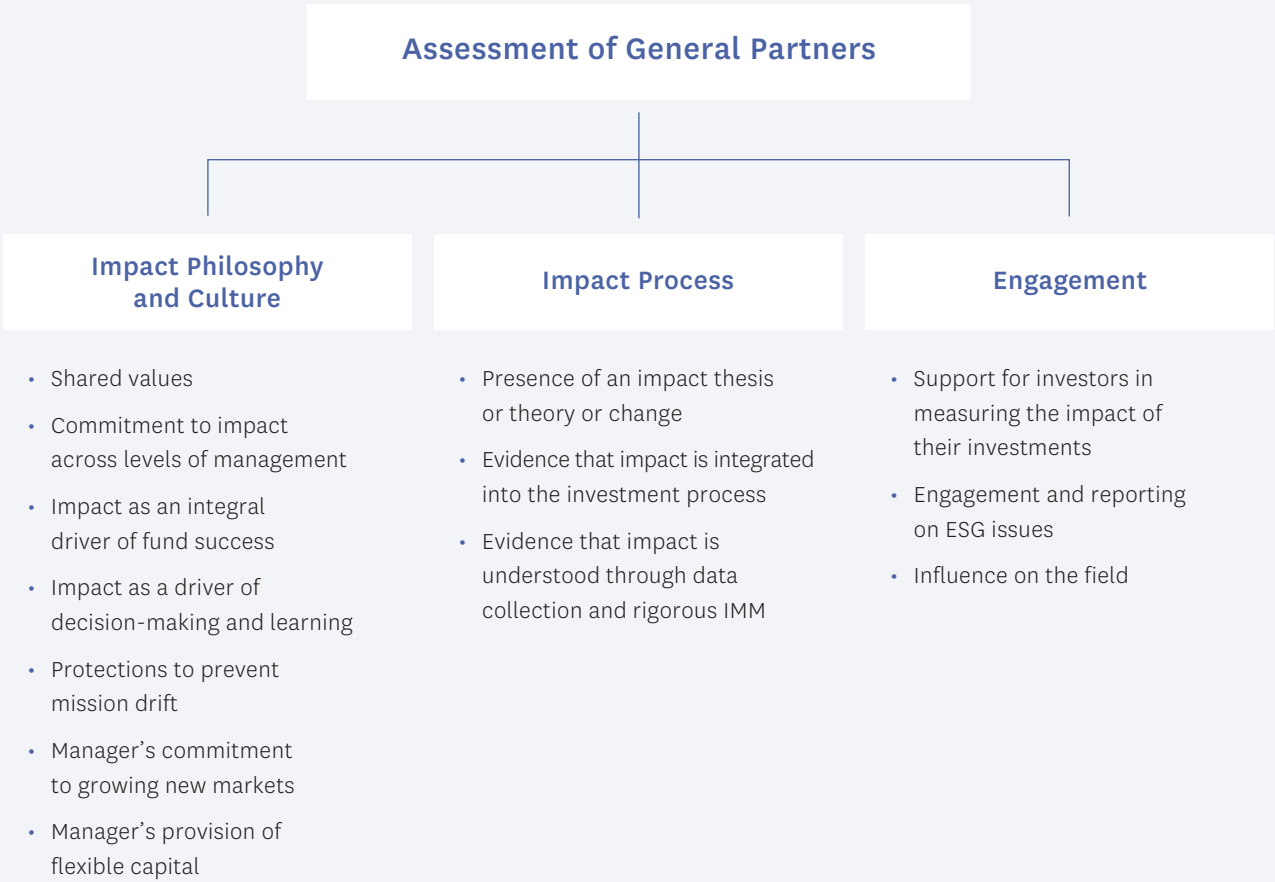 Assessment of General Partners
Impact Philosophy
and Culture
• Shared values
• Commitment to impact
across levels of management
• Impact as an integral
driver of fund success
• Impact as a driver of
decision-making and learning
• Protections to prevent
mission drift
• Manager’s commitment
to growing new markets
• Manager’s provision of
flexible capital
Impact Process
• Presence of an impact thesis
or theory or change
• Evidence that impact is integrated
into the investment process
• Evidence that impact is
understood through data
collection and rigorous IMM
Engagement
• Support for investors in
measuring the impact of
their investments
• Engagement and reporting
on ESG issues
• Influence on the field